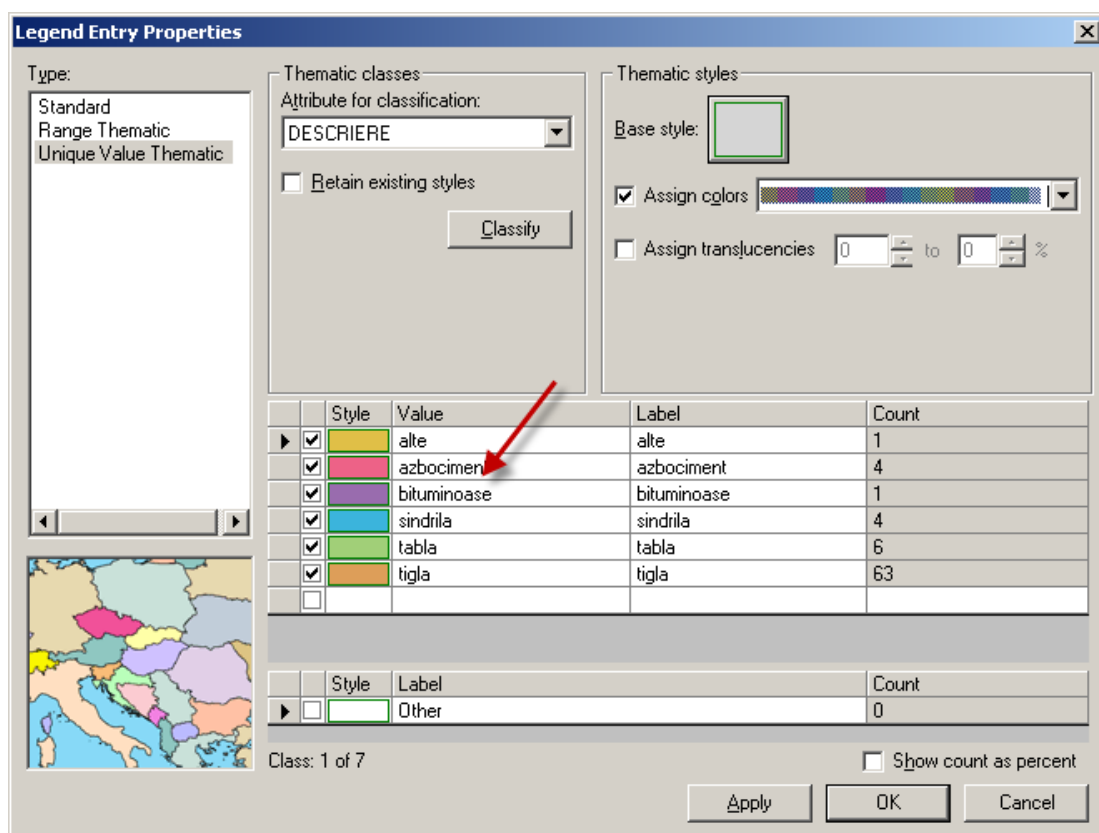 Legend Entry Properties
Type:
Standard
Range Thematic
Unique Value Thematic
Thematic classes
Attribute for classification:
DESCRIERE
Retain existing styles
Classify
Thematic styles
Base style:
Assign colors
Assign translucencies 0 to 0 %
Style Value Label Count
alte alte 1
azbociment azbociment 4
bituminoase bituminoase 1
sindrila sindrila 4
tabla tabla 6
tigla tigla 63
Style Label Count
Other 0
Class: 1 of 7
Show count as percent
Apply OK Cancel